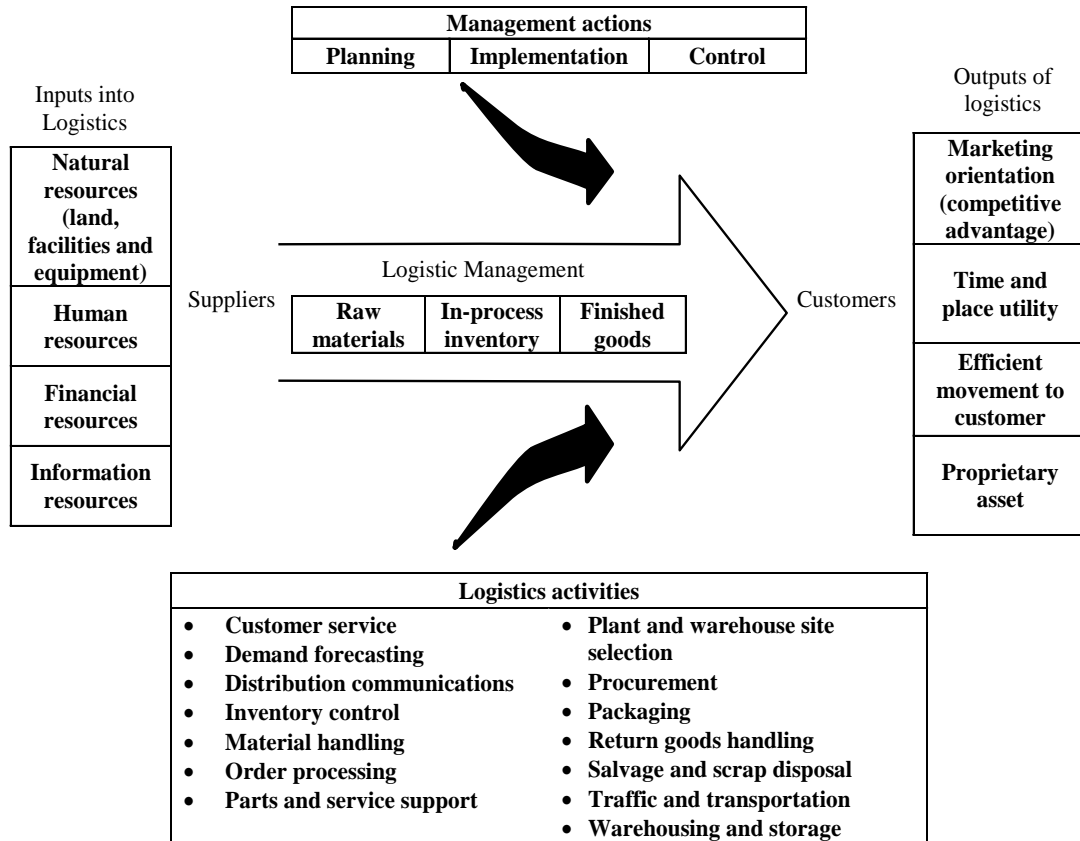 Management actions
Planning
Implementation
Control
Inputs into
Logistics
Outputs of
logistics
Natural
resources
(land,
facilities and
equipment)
Human
resources
Financial
resources
Information
resources
Suppliers
Logistic Management
Raw
materials
In-process
inventory
Finished
goods
Customers
Marketing
orientation
(competitive
advantage)
Time and
place utility
Efficient
movement to
customer
Proprietary
asset
Logistics activities
• Customer service
• Demand forecasting
• Distribution communications
• Inventory control
• Material handling
• Order processing
• Parts and service support
• Plant and warehouse site
selection
• Procurement
• Packaging
• Return goods handling
• Salvage and scrap disposal
• Traffic and transportation
• Warehousing and storage